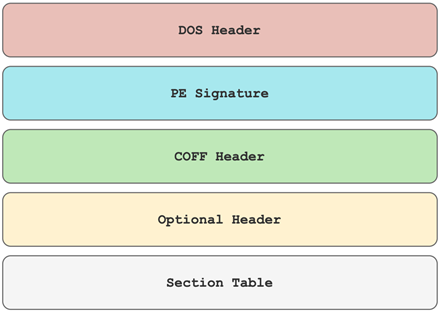 DOS Header
PE Signature
COFF Header
Optional Header
Section Table